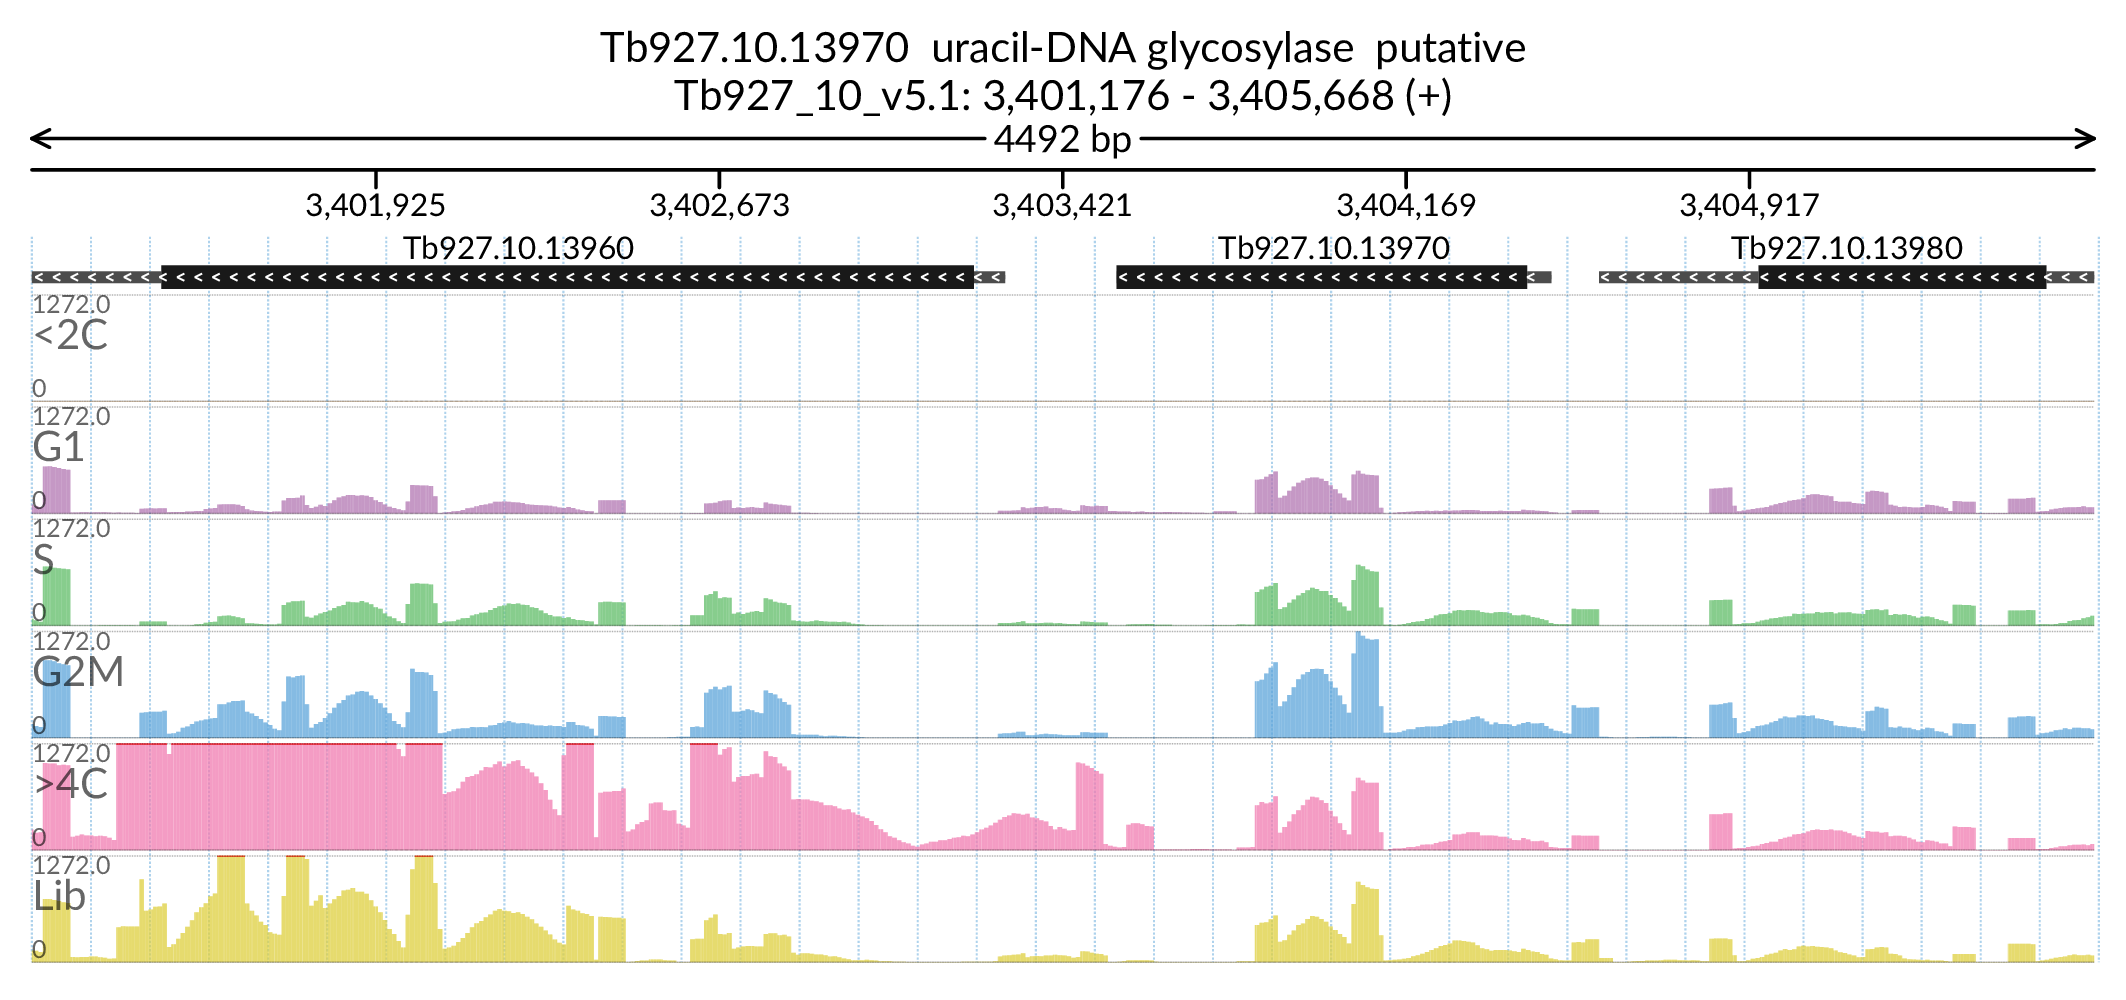 Tb927.10.13970  uracil-DNA glycosylase  putative
Tb927_10_v5.1: 3,401,176 - 3,405,668 (+)
4492 bp
3,401,925 3,402,673 3,403,421 3,404,169 3,404,917
Tb927.10.13960 Tb927.10.13970 Tb927.10.13980
1272.0
<2C
0
1272.0
G1
0
1272.0
S
0
1272.0
G2M
0
1272.0
>4C
0
1272.0
Lib
0